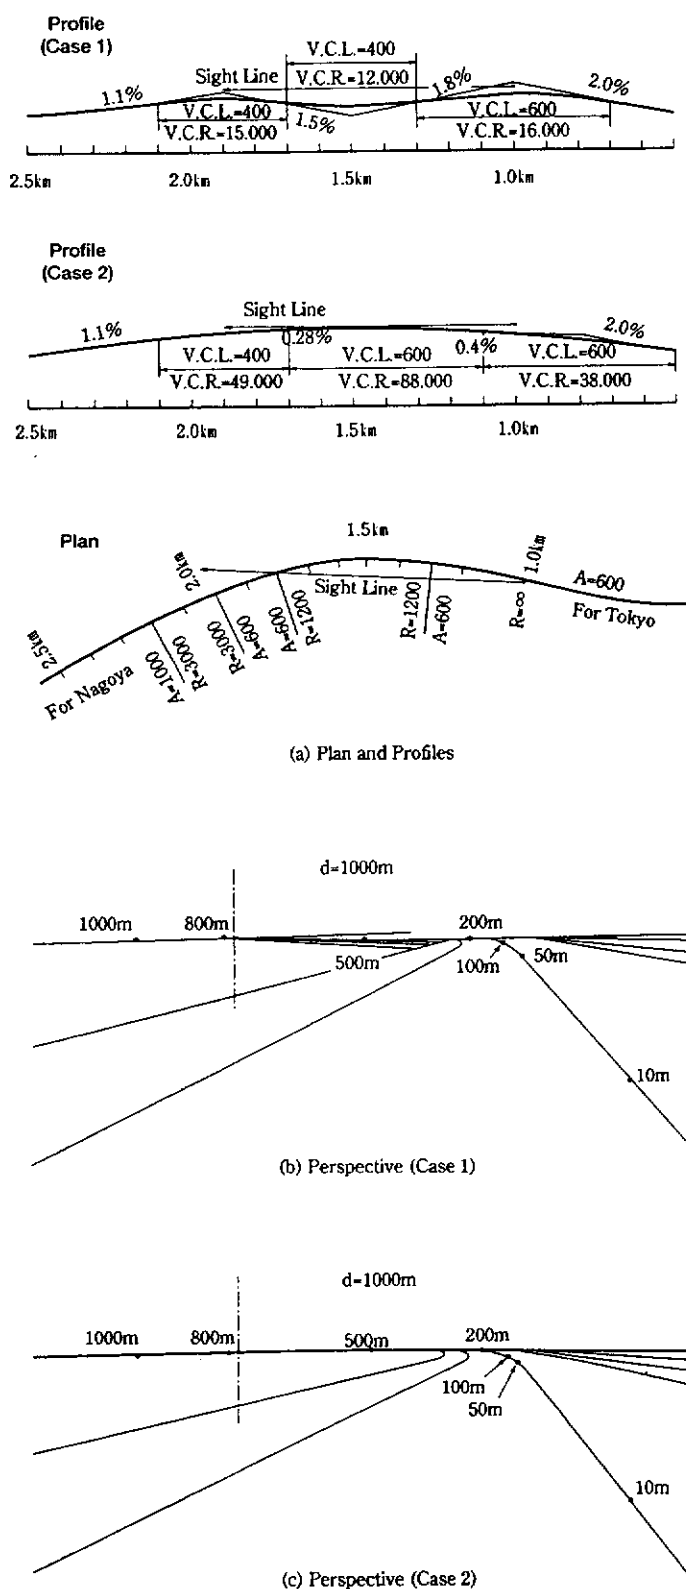 Profile
(Case 1)
V.C.L.=400
V.C.R.=12.000
Sight Line
1.1%
1.8%
2.0%
V.C.L.=400
V.C.R.=15.000
1.5%
V.C.L.=600
V.C.R.=16.000
2.5km 2.0km 1.5km 1.0km
Profile
(Case 2)
Sight Line
1.1%
0.28%
0.4%
2.0%
V.C.L.=400 V.C.L.=600 V.C.L.=600
V.C.R.=49.000 V.C.R.=88.000 V.C.R.=38.000
2.5km 2.0km 1.5km 1.0km
Plan
1.5km
2.0km
1.0km
Sight Line
A=600
For Tokyo
2.5km
For Nagoya
A=1000
R=3000
R=3000
A=600
A=600
R=1200
R=1200
A=600
R=∞
(a) Plan and Profiles
d=1000m
1000m 800m 200m
500m 100m 50m
10m
(b) Perspective (Case 1)
d=1000m
1000m 800m 500m 200m
100m
50m
10m
(c) Perspective (Case 2)